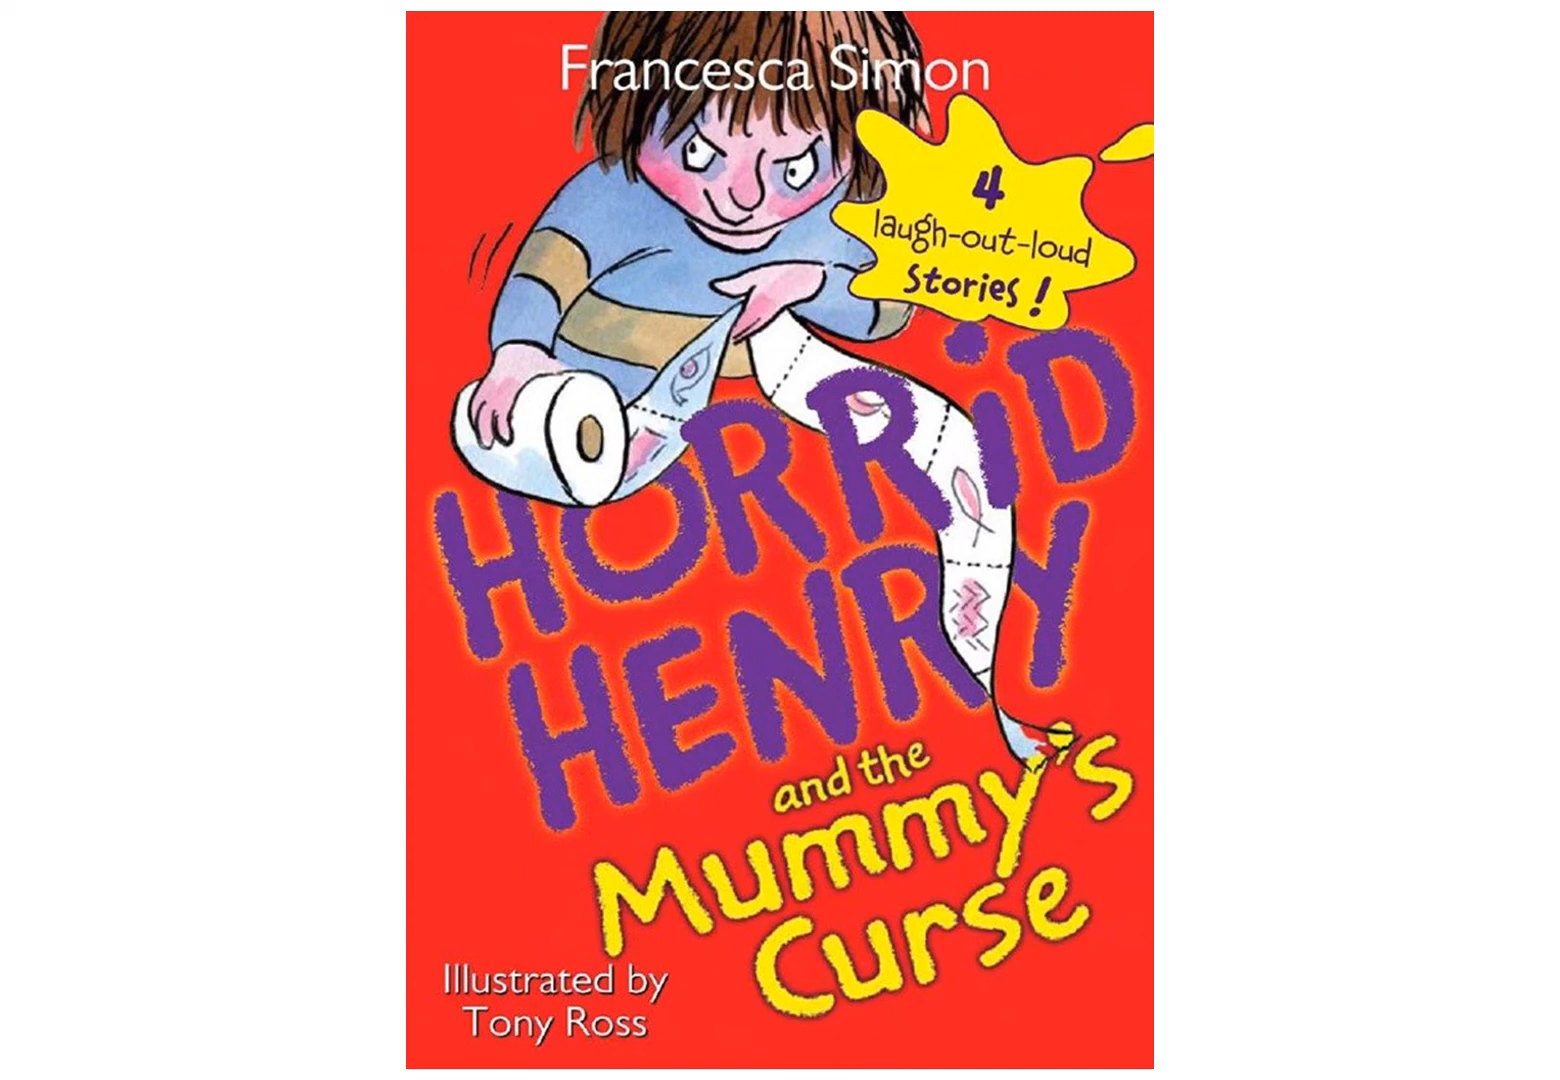 Francesca Simon
4
laugh-out-loud
Stories!
HORRiD
HENRY
and the
Mummy's
Curse
Illustrated by
Tony Ross